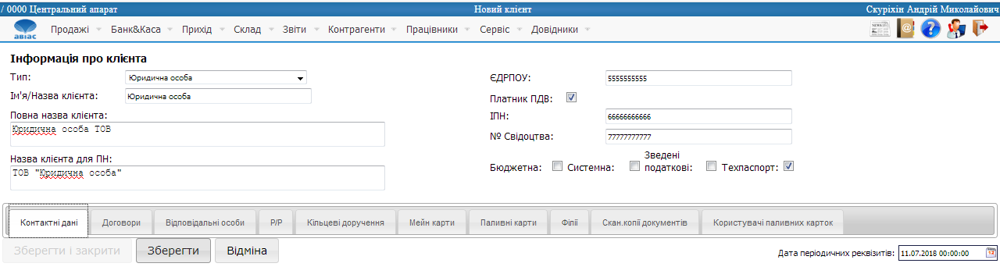 / 0000 Центральний апарат Новий клієнт Скуріхін Андрій Миколайович
авіас Продажі Банк&Каса Прихід Склад Звіти Контрагенти Працівники Сервіс Довідники NEWS @ ?
Інформація про клієнта
Тип: Юридична особа ЄДРПОУ: 5555555555
Ім'я/Назва клієнта: Юридична особа Платник ПДВ:
Повна назва клієнта: ІПН: 66666666666
Юридична особа ТОВ № Свідоцтва: 77777777777
Назва клієнта для ПН: Бюджетна: Системна: Зведені податкові: Техпаспорт:
ТОВ "Юридична особа"
Контактні дані Договори Відповідальні особи Р/Р Кільцеві доручення Мейн карти Паливні карти Філії Скан.копії документів Користувачі паливних карток
Зберегти і закрити Зберегти Відміна Дата періодичних реквізитів: 11.07.2018 00:00:00 12